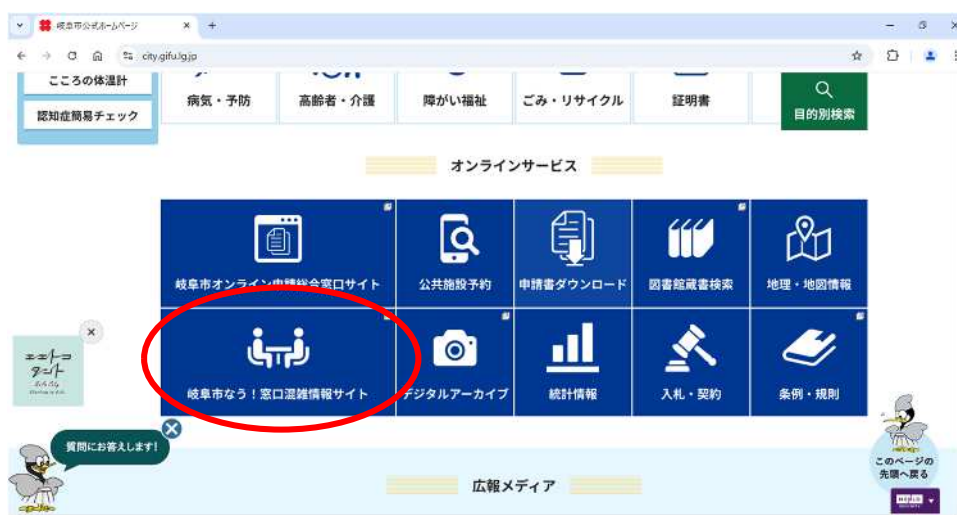 岐阜市公式ホームページ
city.gifu.lg.jp
こころの体温計
認知症簡易チェック
病気・予防
高齢者・介護
障がい福祉
ごみ・リサイクル
証明書
目的別検索
オンラインサービス
岐阜市オンライン申請総合窓口サイト
公共施設予約
申請書ダウンロード
図書館蔵書検索
地理・地図情報
岐阜市なう！窓口混雑情報サイト
デジタルアーカイブ
統計情報
入札・契約
条例・規則
質問にお答えします！
このページの
先頭へ戻る
広報メディア